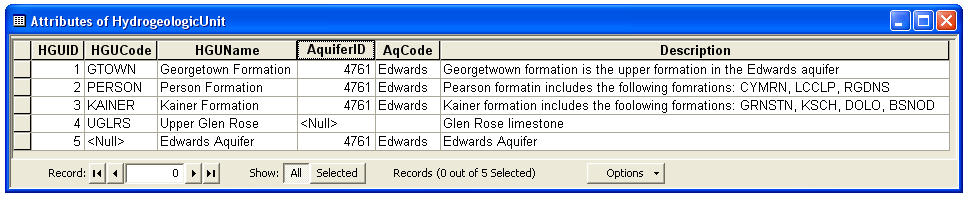 Attributes of HydrogeologicUnit
HGUID HGUCode HGUName AquiferID AqCode Description
1 GTOWN Georgetown Formation 4761 Edwards Georgetwown formation is the upper formation in the Edwards aquifer
2 PERSON Person Formation 4761 Edwards Pearson formatin includes the following fomrations: CYMRN, LCCLP, RGDNS
3 KAINER Kainer Formation 4761 Edwards Kainer formation includes the foolowing fomrations: GRNSTN, KSCH, DOLO, BSNOD
4 UGLRS Upper Glen Rose <Null> Glen Rose limestone
5 <Null> Edwards Aquifer 4761 Edwards Edwards Aquifer
Record: 0 Show: All Selected Records (0 out of 5 Selected) Options